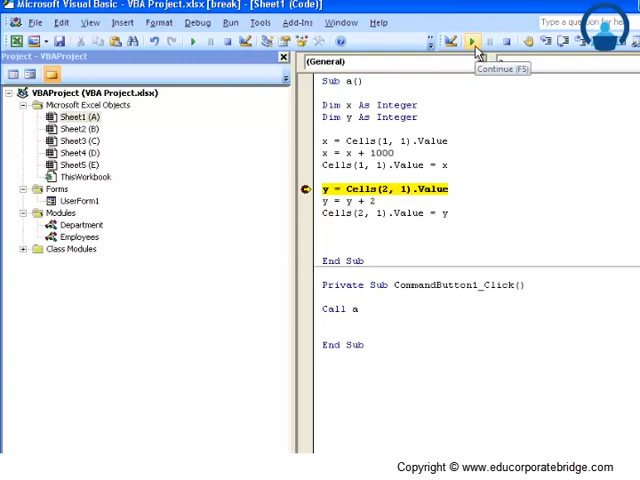 Microsoft Visual Basic - VBA Project.xlsx [break] - [Sheet1 (Code)]
File Edit View Insert Format Debug Run Tools Add-Ins Window Help
Type a question for
Project - VBAProject
(General)
Continue (F5)
VBAProject (VBA Project.xlsx)
Microsoft Excel Objects
Sheet1 (A)
Sheet2 (B)
Sheet3 (C)
Sheet4 (D)
Sheet5 (E)
ThisWorkbook
Forms
UserForm1
Modules
Department
Employees
Class Modules
Sub a()
Dim x As Integer
Dim y As Integer
x = Cells(1, 1).Value
x = x + 1000
Cells(1, 1).Value = x
y = Cells(2, 1).Value
y = y + 2
Cells(2, 1).Value = y
End Sub
Private Sub CommandButton1_Click()
Call a
End Sub
Copyright © www.educorporatebridge.com